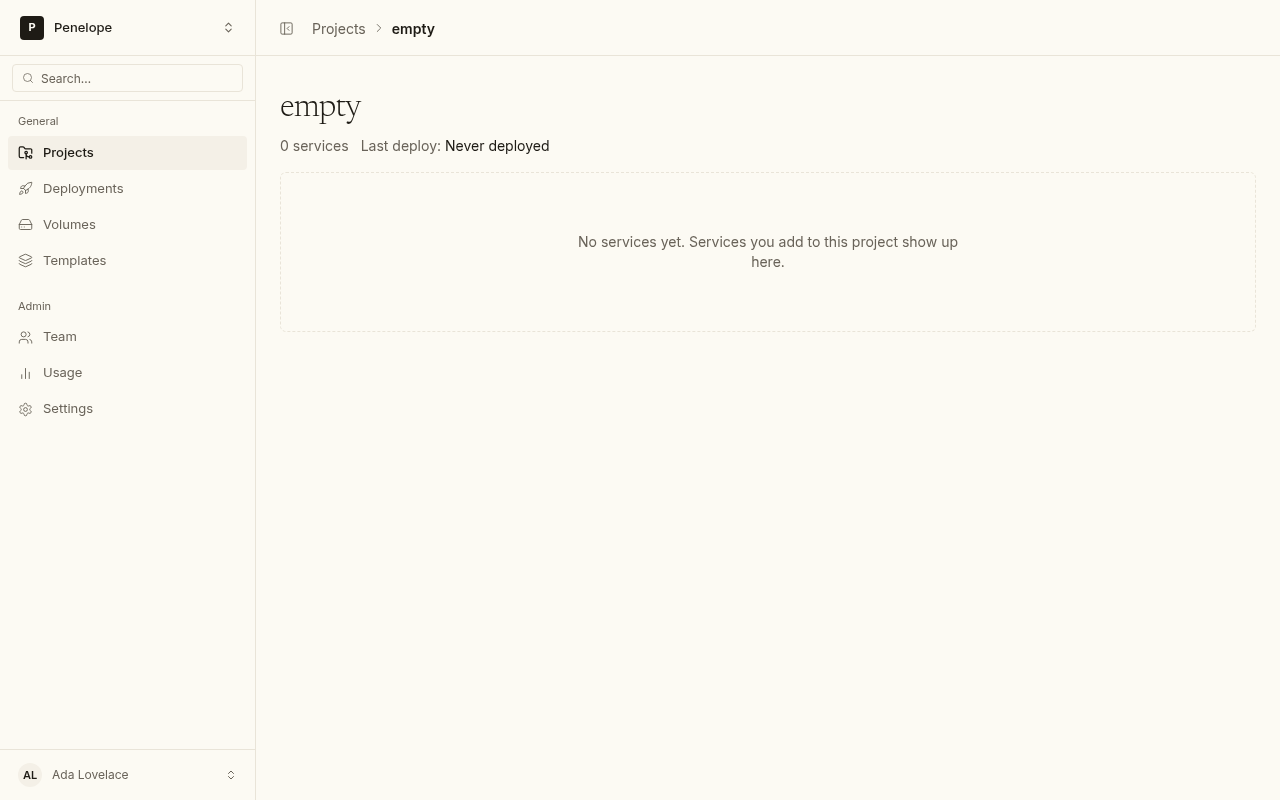 P Penelope
Search...
General
Projects
Deployments
Volumes
Templates
Admin
Team
Usage
Settings
AL Ada Lovelace
Projects > empty
empty
0 services Last deploy: Never deployed
No services yet. Services you add to this project show up
here.